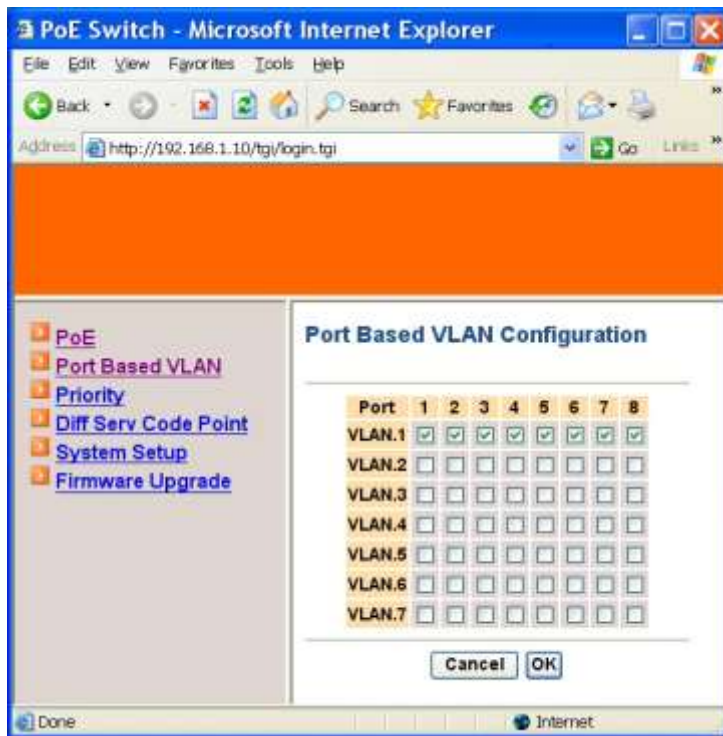 PoE Switch - Microsoft Internet Explorer
File Edit View Favorites Tools Help
Back Search Favorites
Address http://192.168.1.10/tgi/login.tgi Go Links
PoE
Port Based VLAN
Priority
Diff Serv Code Point
System Setup
Firmware Upgrade
Port Based VLAN Configuration
Port 1 2 3 4 5 6 7 8
VLAN.1
VLAN.2
VLAN.3
VLAN.4
VLAN.5
VLAN.6
VLAN.7
Cancel OK
Done Internet